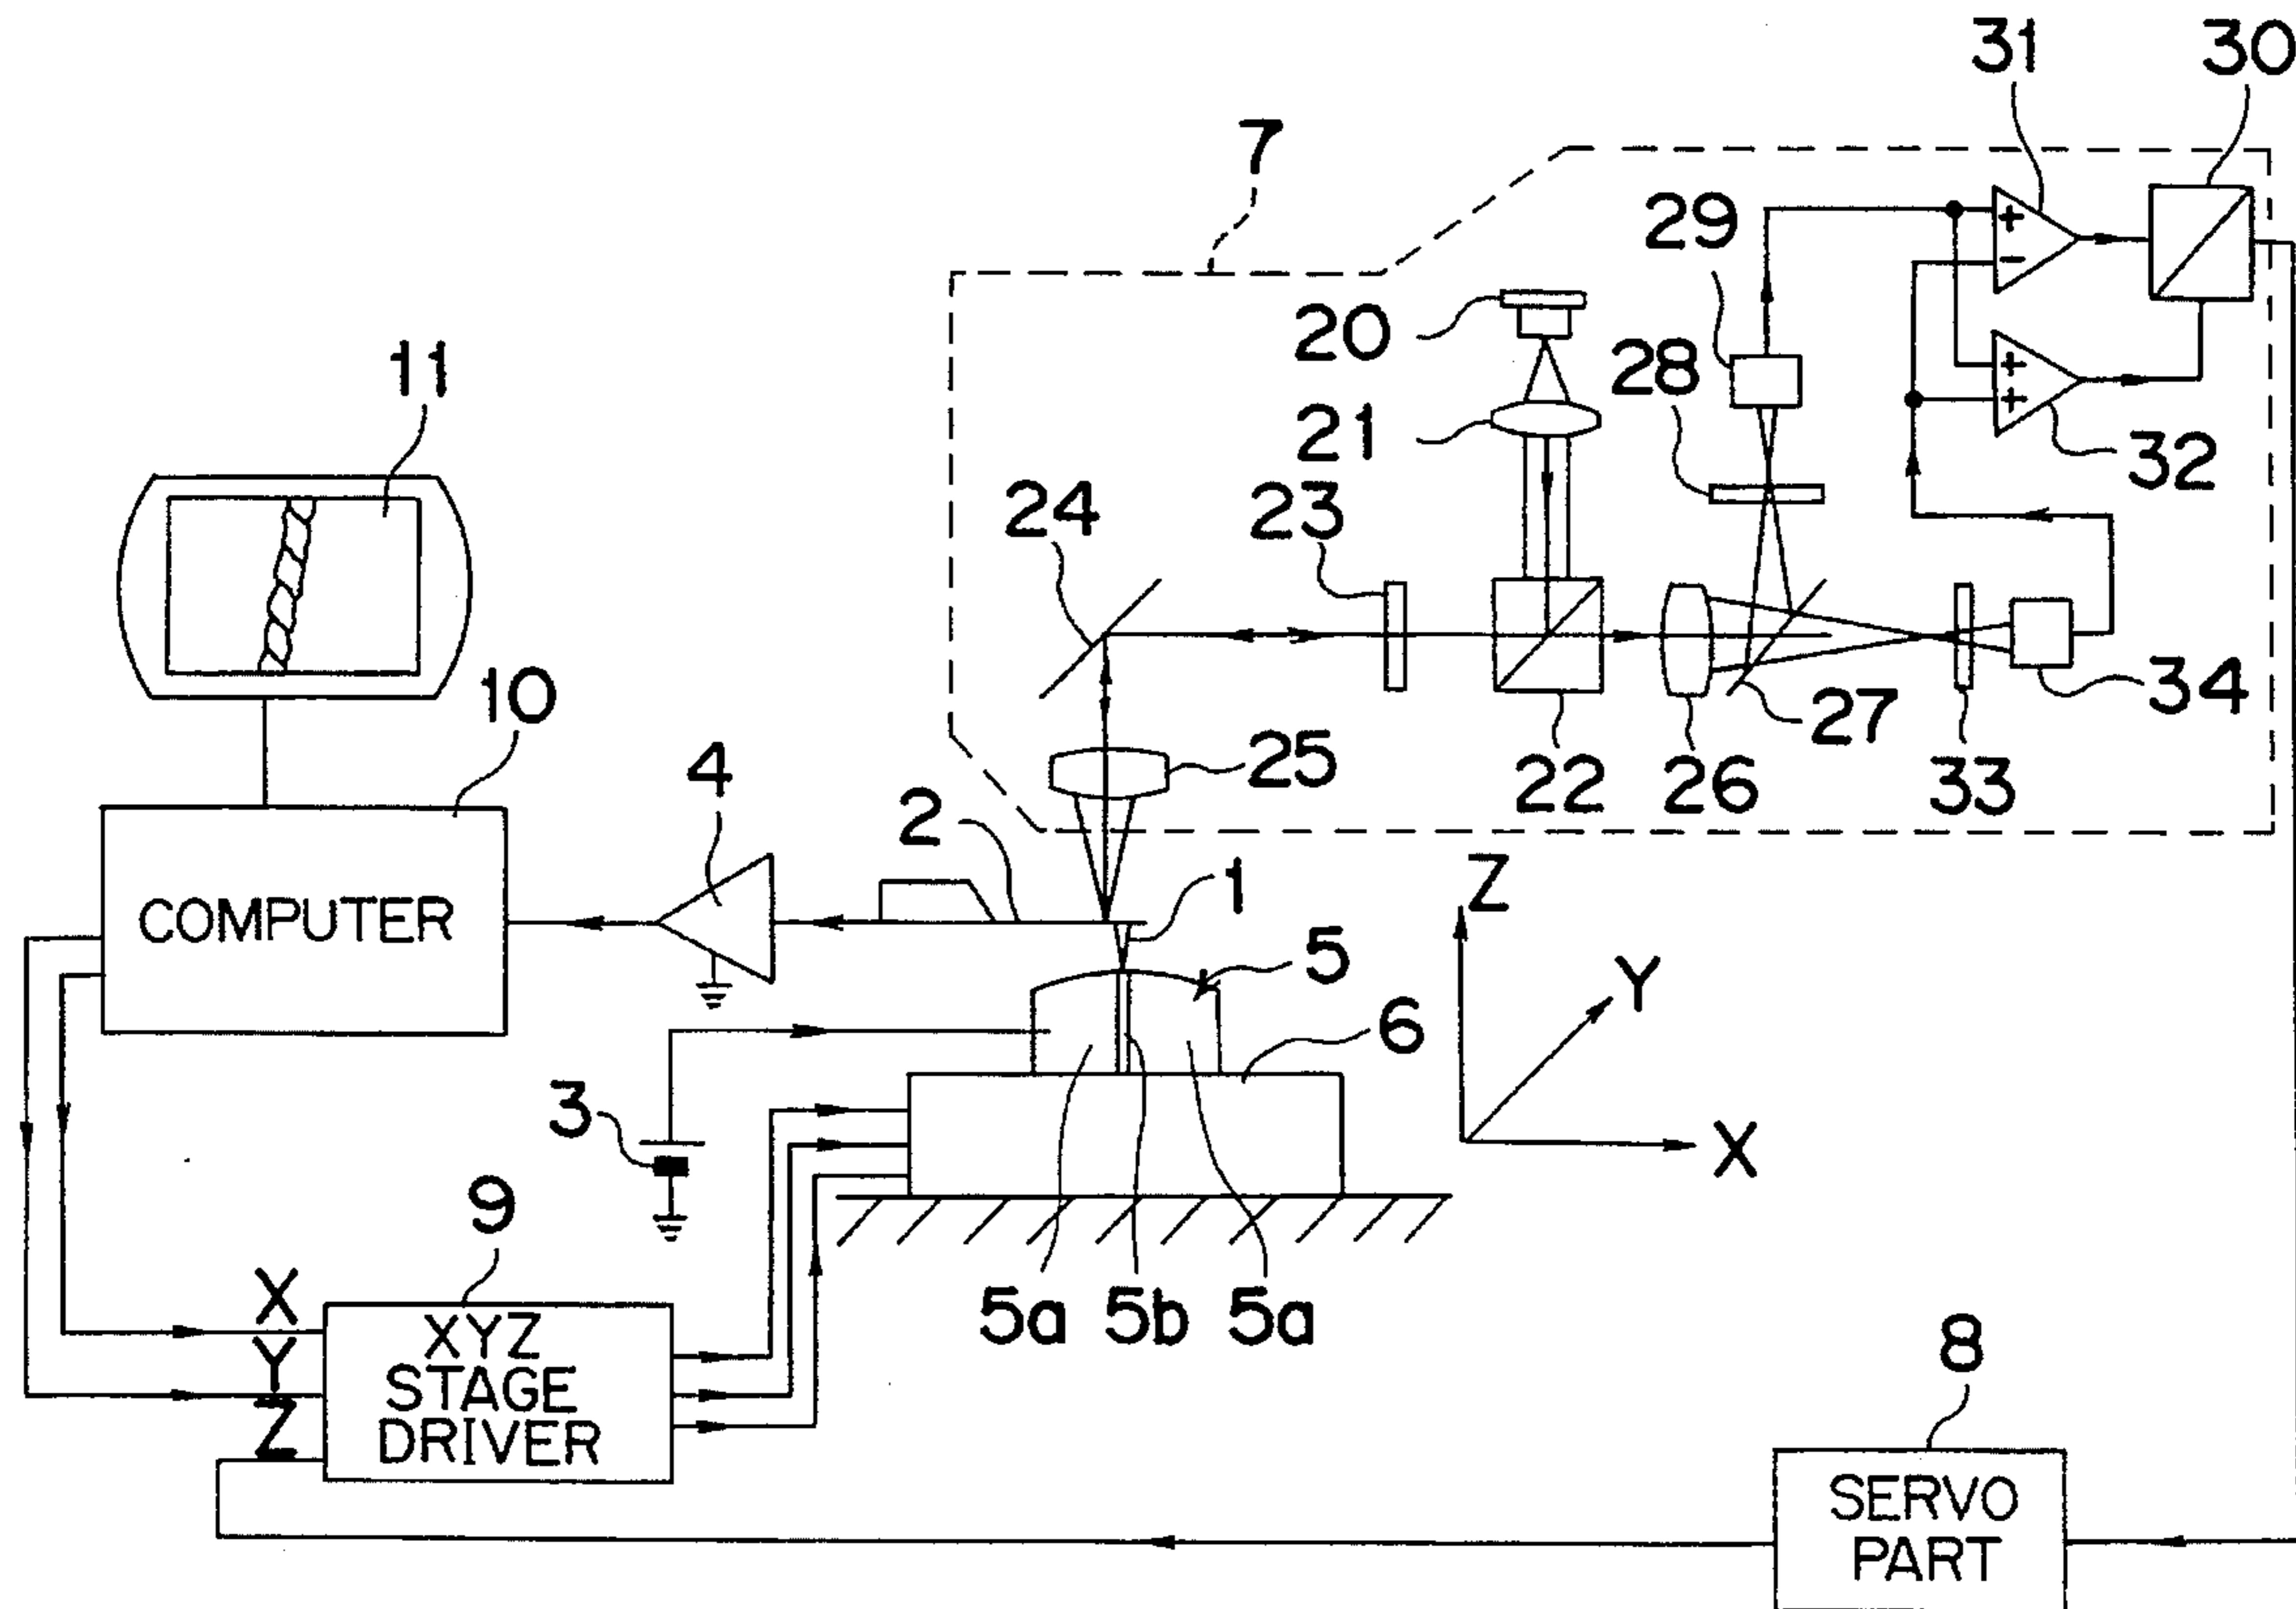 31 30
7
29
20
28
11
21
32
24 23
10
34
27
4
25
22 26 33
2
Z
1
COMPUTER
5
Y
6
3
X
9
X
XYZ
5a 5b 5a
Y
STAGE
8
Z
DRIVER
SERVO
PART
+
−
+
+